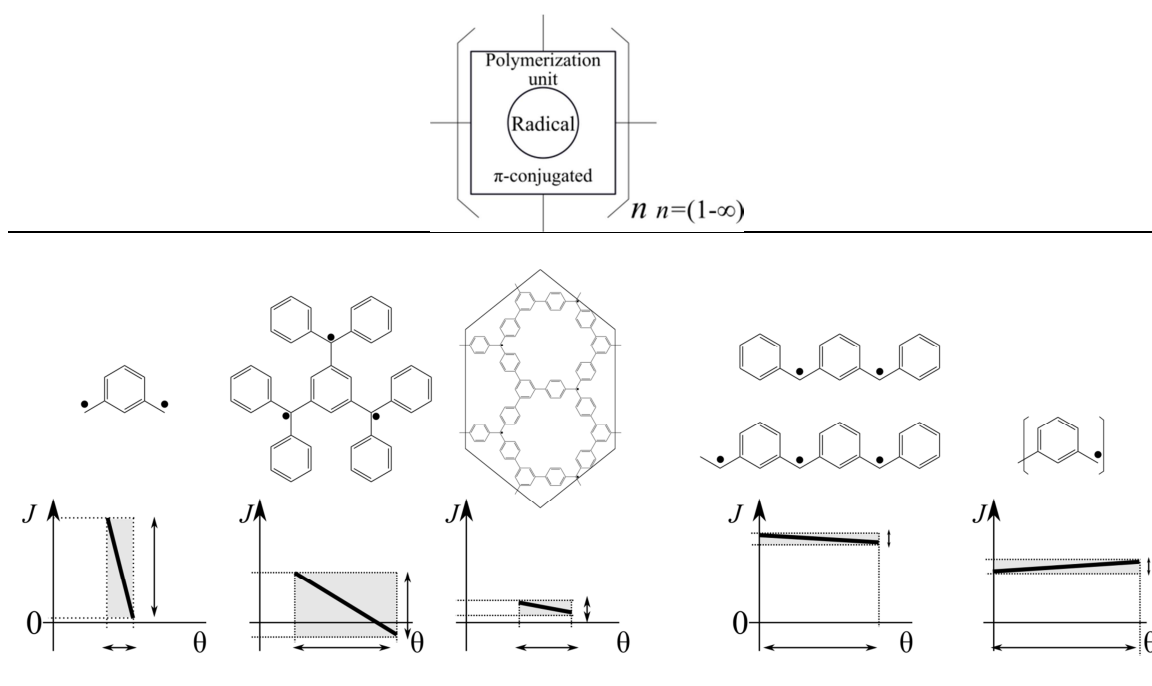 Polymerization
unit
Radical
π-conjugated
n n=(1-∞)
J
0
θ
J
θ
J
θ
J
0
θ
J
θ